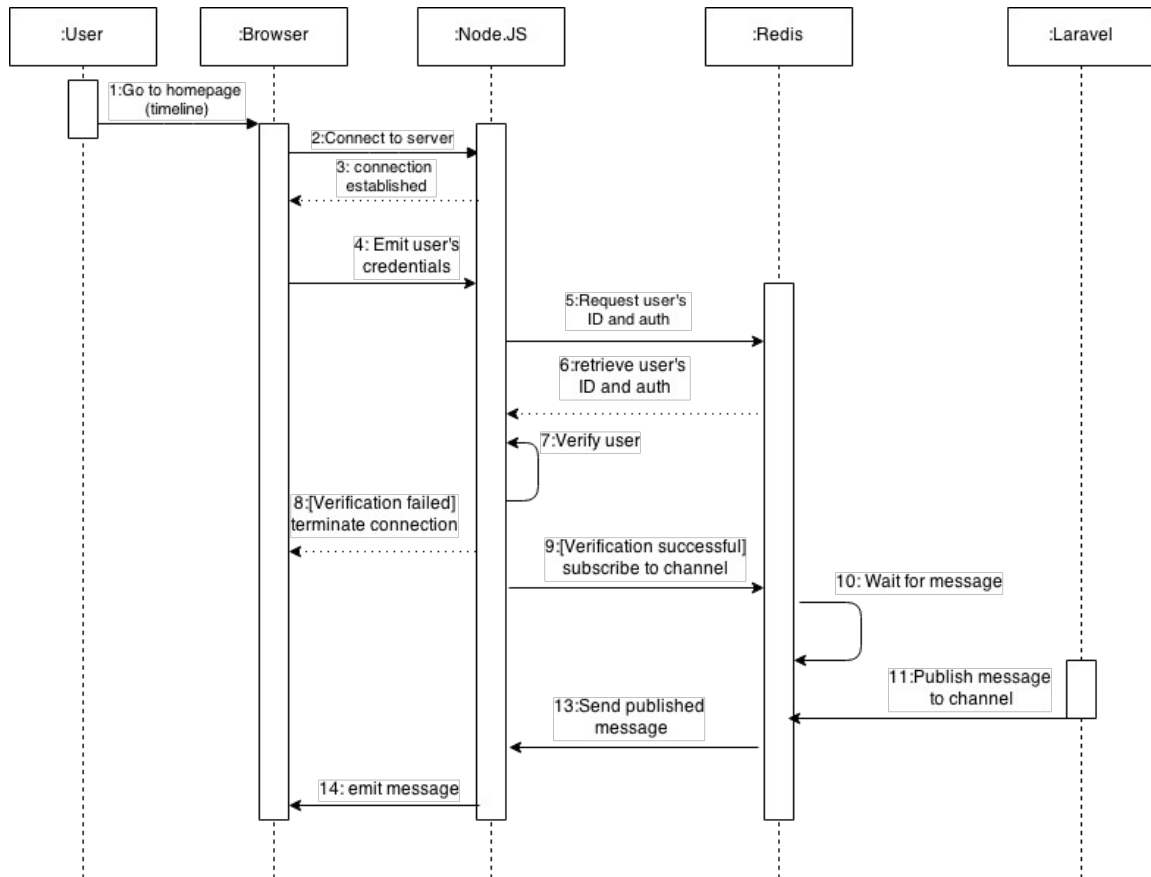 :User
:Browser
:Node.JS
:Redis
:Laravel
1:Go to homepage
(timeline)
2:Connect to server
3: connection
established
4: Emit user's
credentials
5:Request user's
ID and auth
6:retrieve user's
ID and auth
7:Verify user
8:[Verification failed]
terminate connection
9:[Verification successful]
subscribe to channel
10: Wait for message
11:Publish message
to channel
13:Send published
message
14: emit message